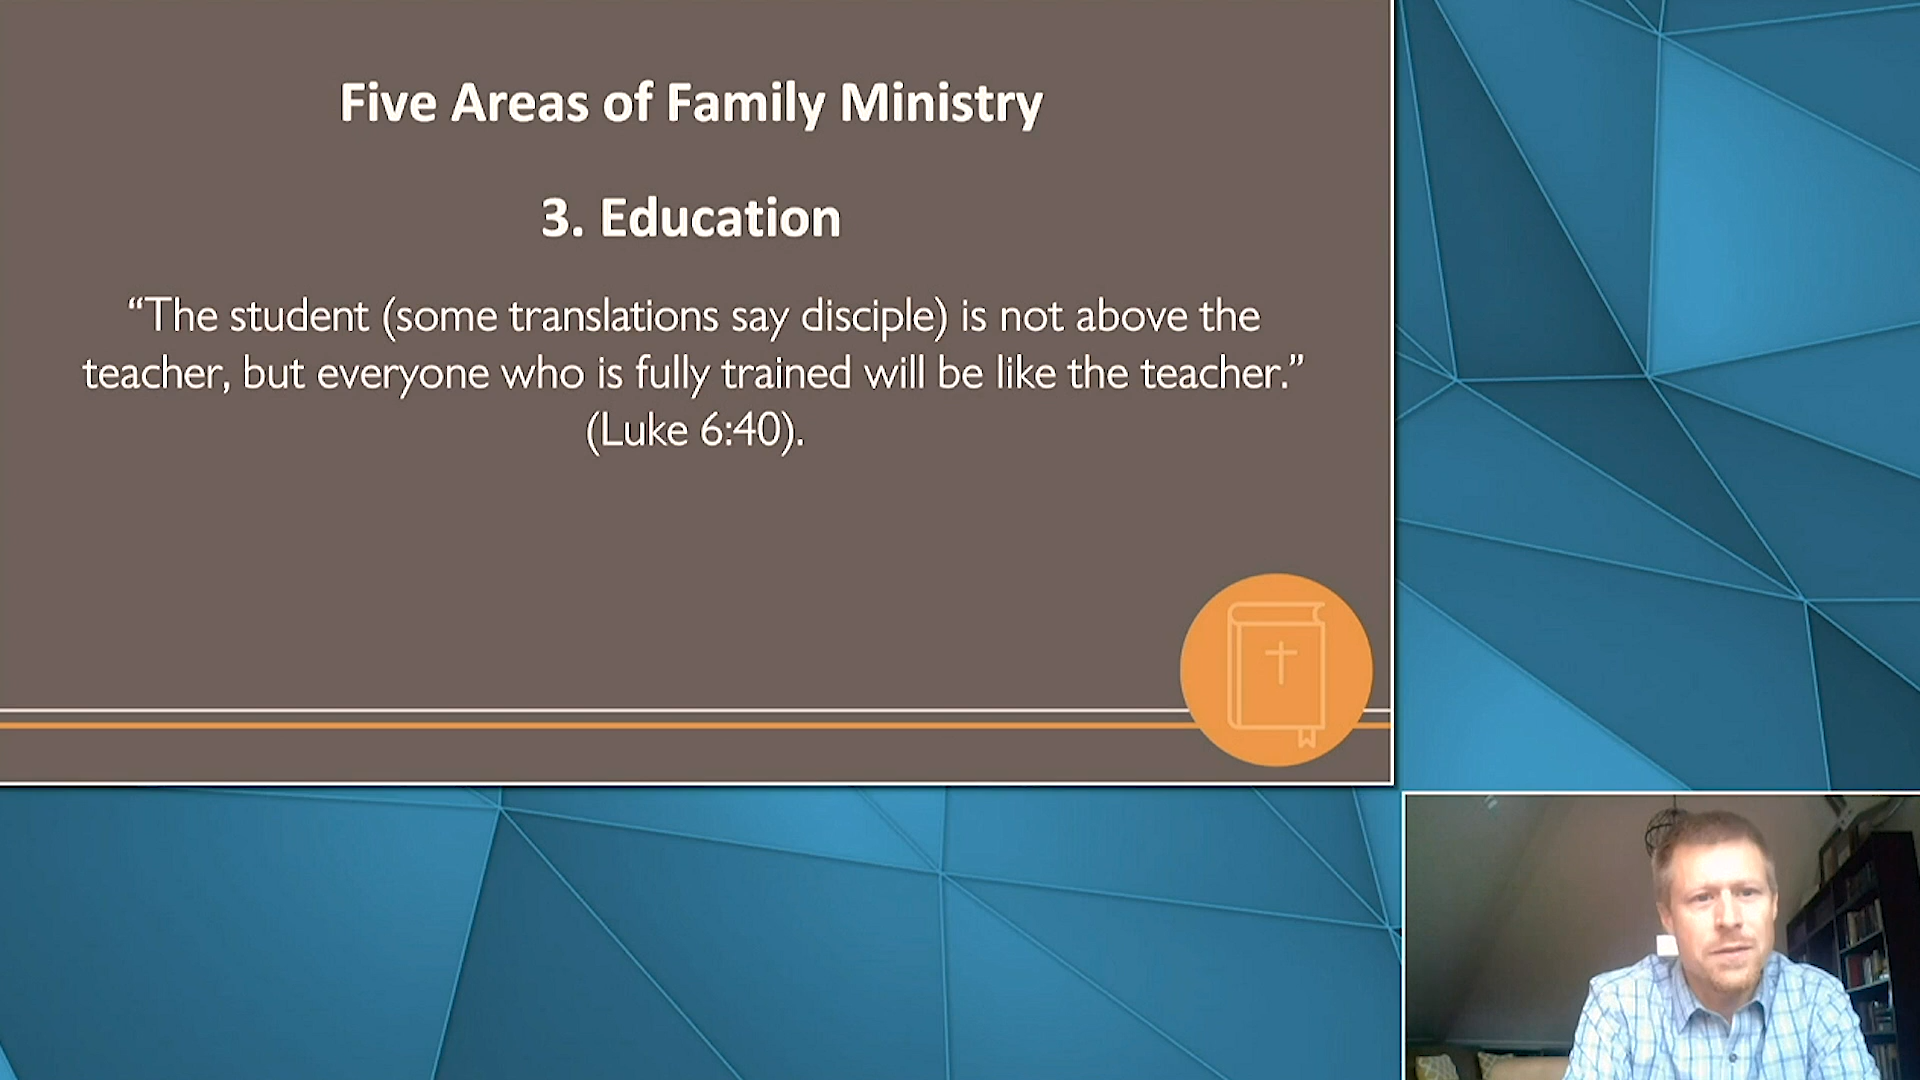 Five Areas of Family Ministry
3. Education
“The student (some translations say disciple) is not above the
teacher, but everyone who is fully trained will be like the teacher.”
(Luke 6:40).